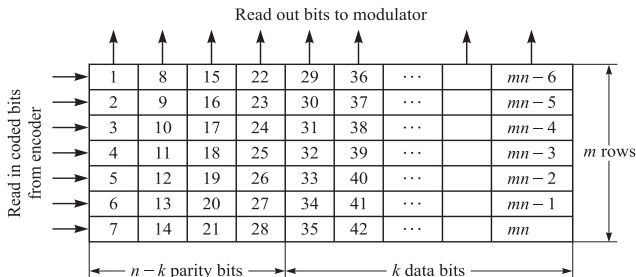 Read out bits to modulator
Read in coded bits
from encoder
1 8 15 22 29 36 ··· mn − 6
2 9 16 23 30 37 ··· mn − 5
3 10 17 24 31 38 ··· mn − 4
4 11 18 25 32 39 ··· mn − 3
5 12 19 26 33 40 ··· mn − 2
6 13 20 27 34 41 ··· mn − 1
7 14 21 28 35 42 ··· mn
m rows
n − k parity bits
k data bits